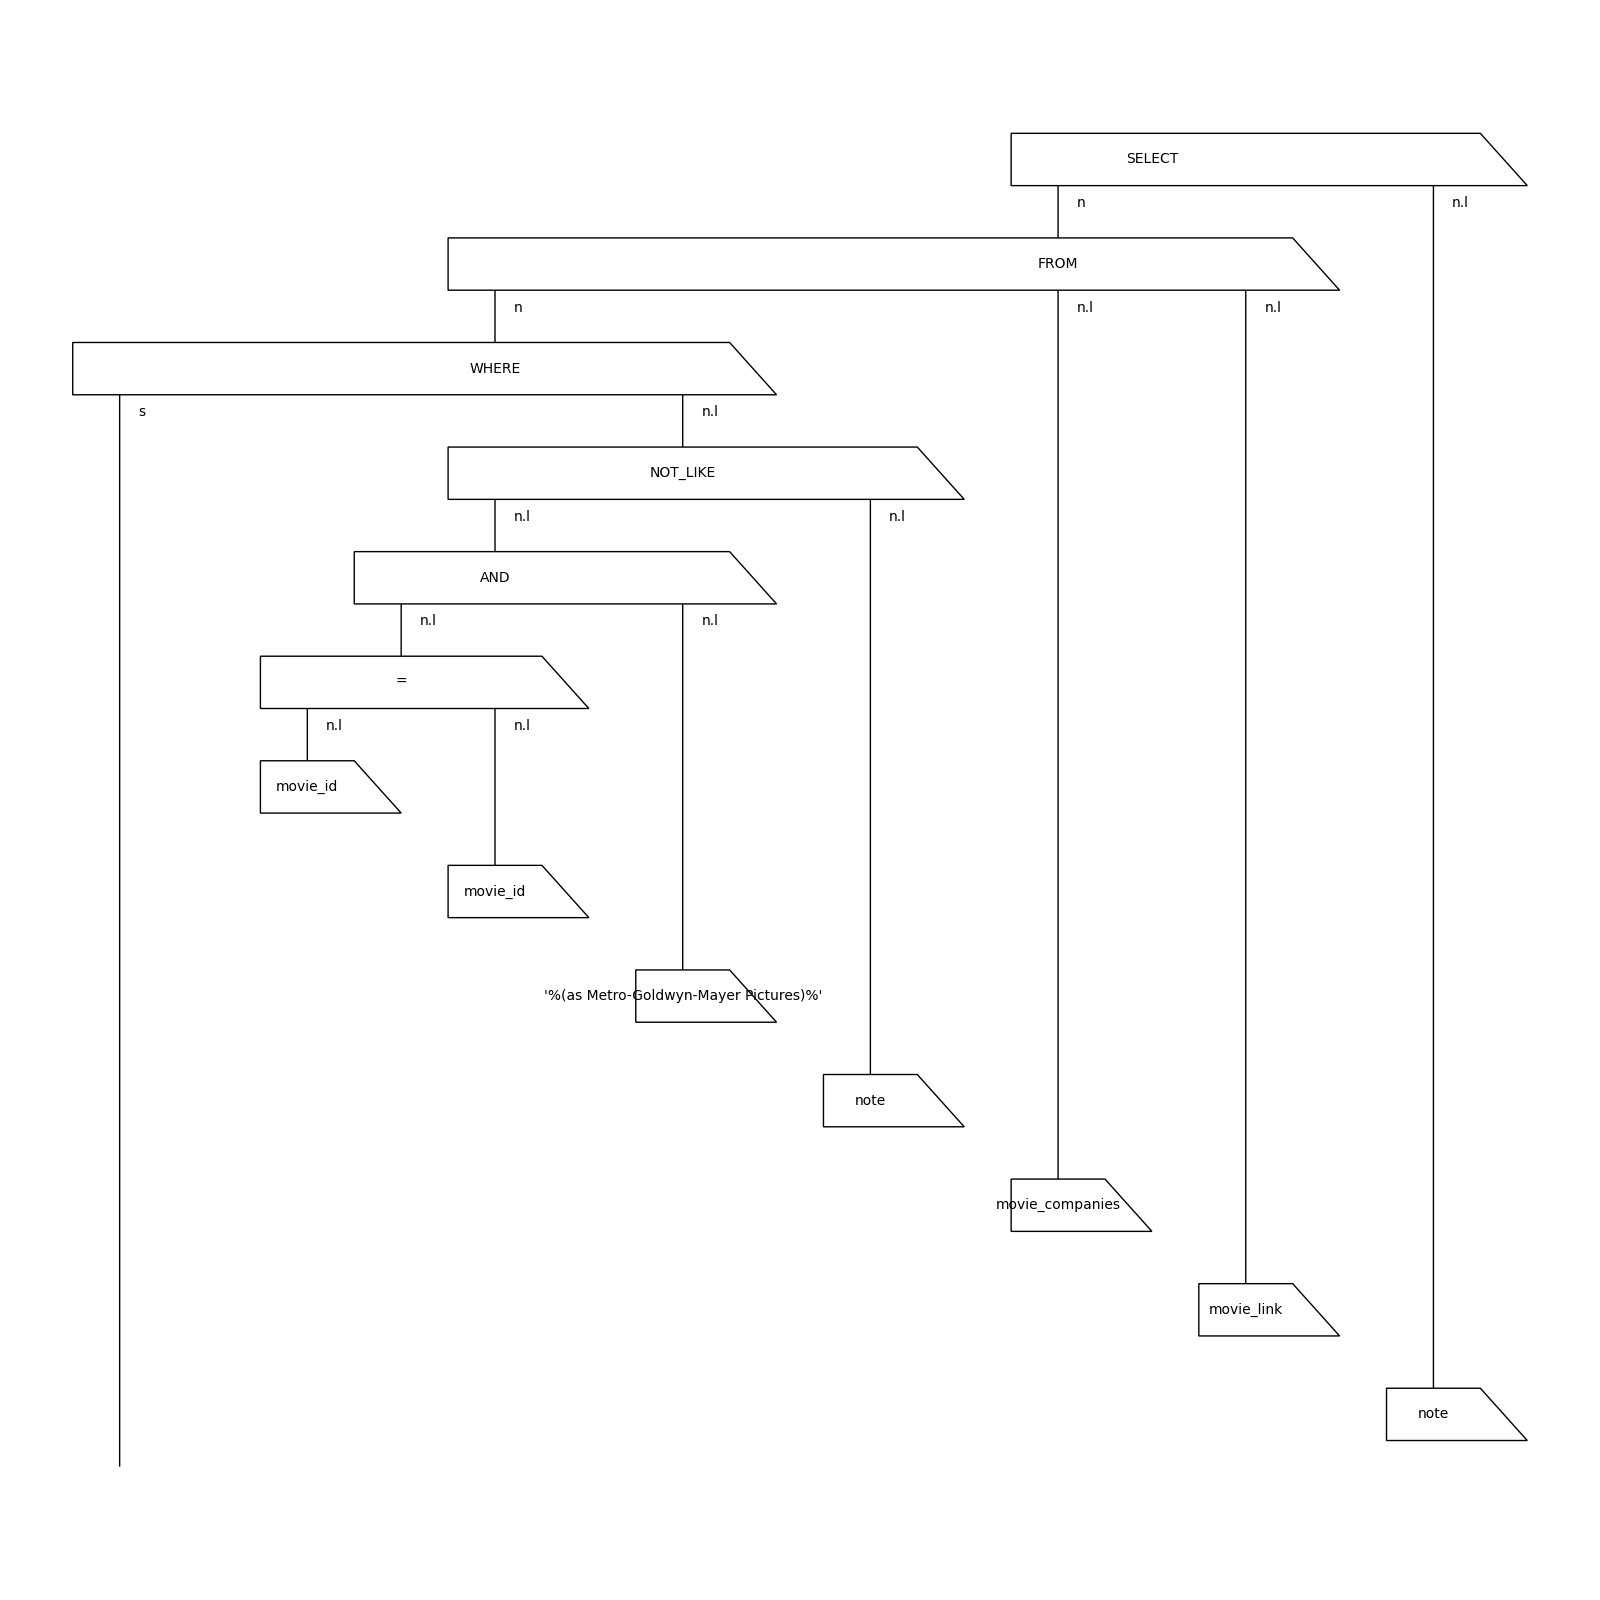 SELECT
n n.l
FROM
n n.l n.l
WHERE
s n.l
NOT_LIKE
n.l n.l
AND
n.l n.l
=
n.l n.l
movie_id
movie_id
'%(as Metro-Goldwyn-Mayer Pictures)%'
note
movie_companies
movie_link
note